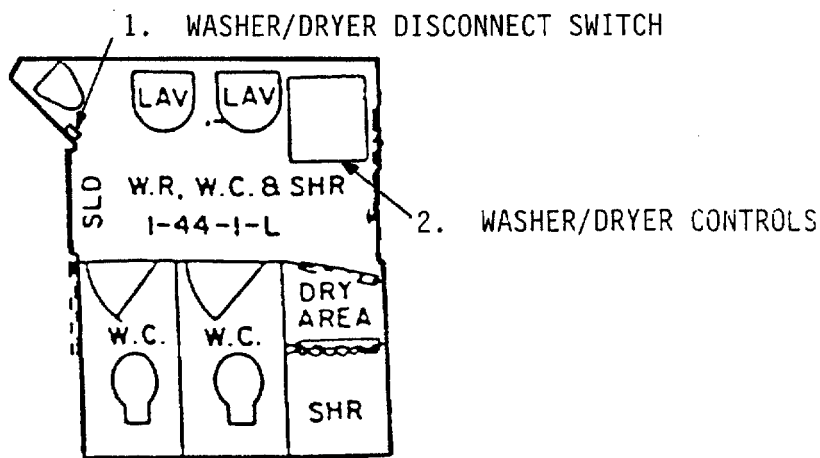 1. WASHER/DRYER DISCONNECT SWITCH
LAV LAV
SLD
W.R, W.C. & SHR
1-44-1-L
2. WASHER/DRYER CONTROLS
DRY
AREA
W.C. W.C.
SHR